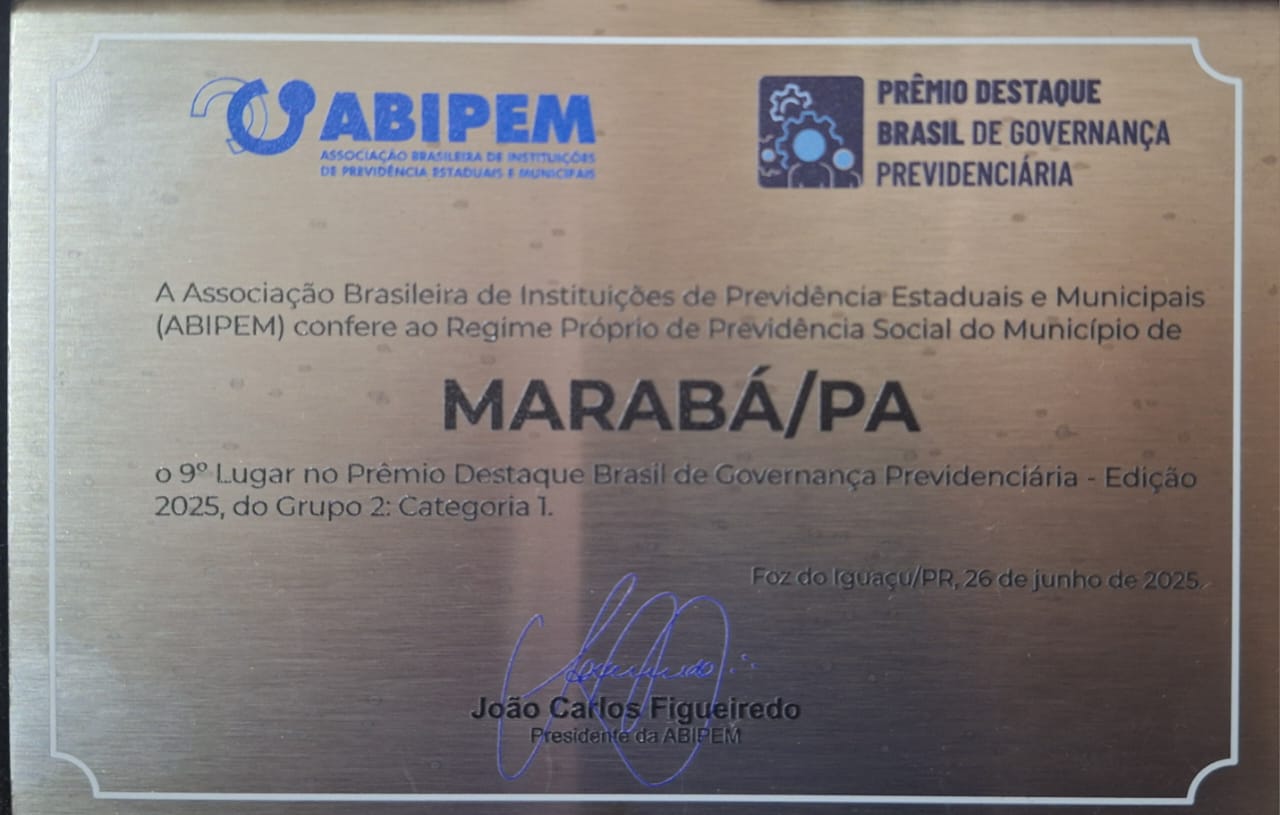 ABIPEM
ASSOCIAÇÃO BRASILEIRA DE INSTITUIÇÕES
DE PREVIDÊNCIA ESTADUAIS E MUNICIPAIS
PRÊMIO DESTAQUE
BRASIL DE GOVERNANÇA
PREVIDENCIÁRIA
A Associação Brasileira de Instituições de Previdência Estaduais e Municipais
(ABIPEM) confere ao Regime Próprio de Previdência Social do Município de
MARABÁ/PA
o 9º Lugar no Prêmio Destaque Brasil de Governança Previdenciária - Edição
2025, do Grupo 2: Categoria 1.
Foz do Iguaçu/PR, 26 de junho de 2025.
João Carlos Figueiredo
Presidente da ABIPEM